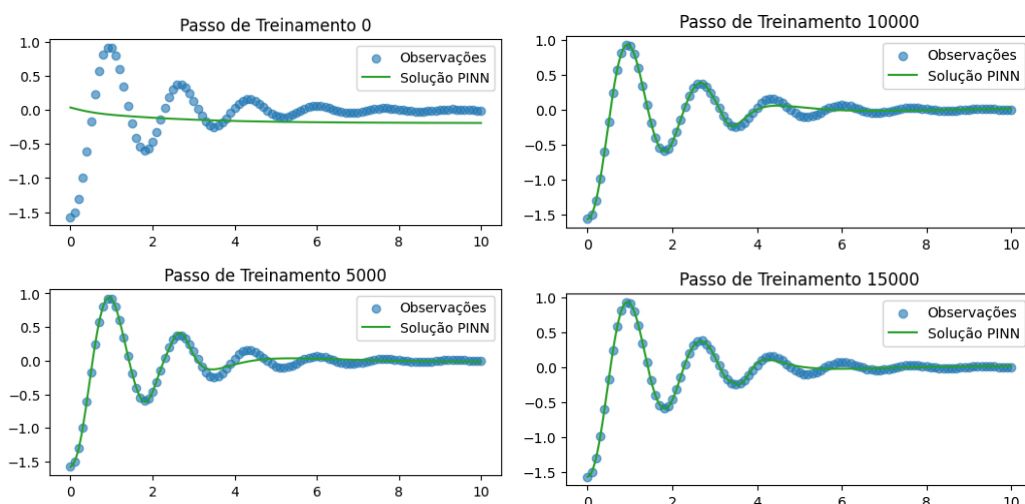 Passo de Treinamento 0
1.0
0.5
0.0
−0.5
−1.0
−1.5
0 2 4 6 8 10
Observações
Solução PINN
Passo de Treinamento 10000
1.0
0.5
0.0
−0.5
−1.0
−1.5
0 2 4 6 8 10
Observações
Solução PINN
Passo de Treinamento 5000
1.0
0.5
0.0
−0.5
−1.0
−1.5
0 2 4 6 8 10
Observações
Solução PINN
Passo de Treinamento 15000
1.0
0.5
0.0
−0.5
−1.0
−1.5
0 2 4 6 8 10
Observações
Solução PINN